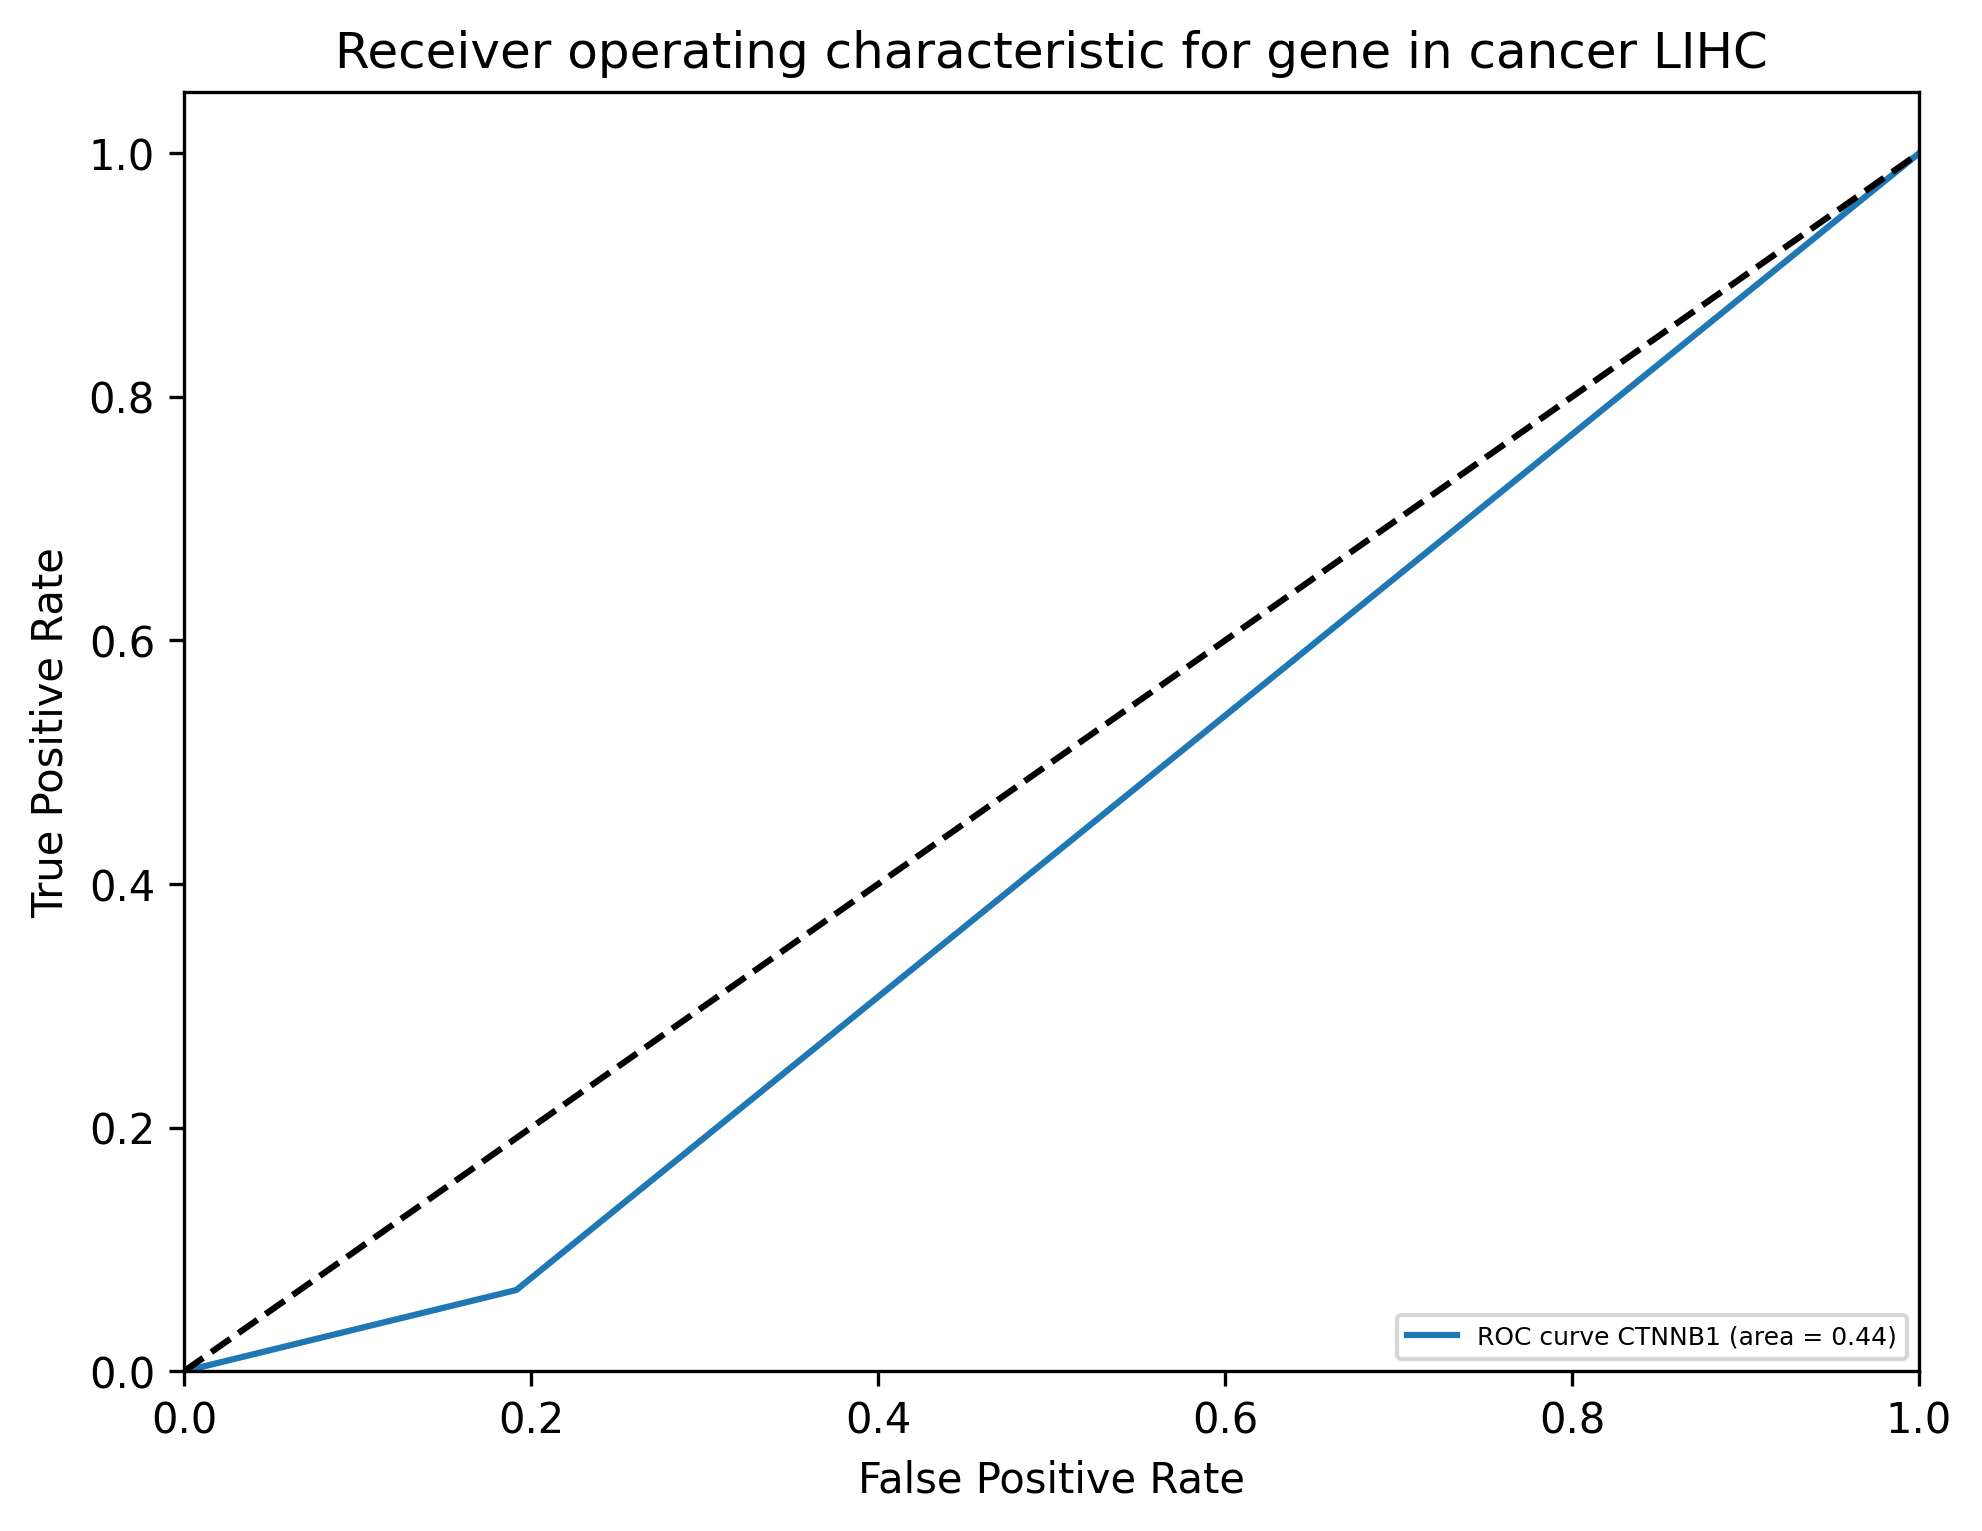 Receiver operating characteristic for gene in cancer LIHC
1.0
0.8
0.6
0.4
0.2
0.0
True Positive Rate
ROC curve CTNNB1 (area = 0.44)
0.0 0.2 0.4 0.6 0.8 1.0
False Positive Rate